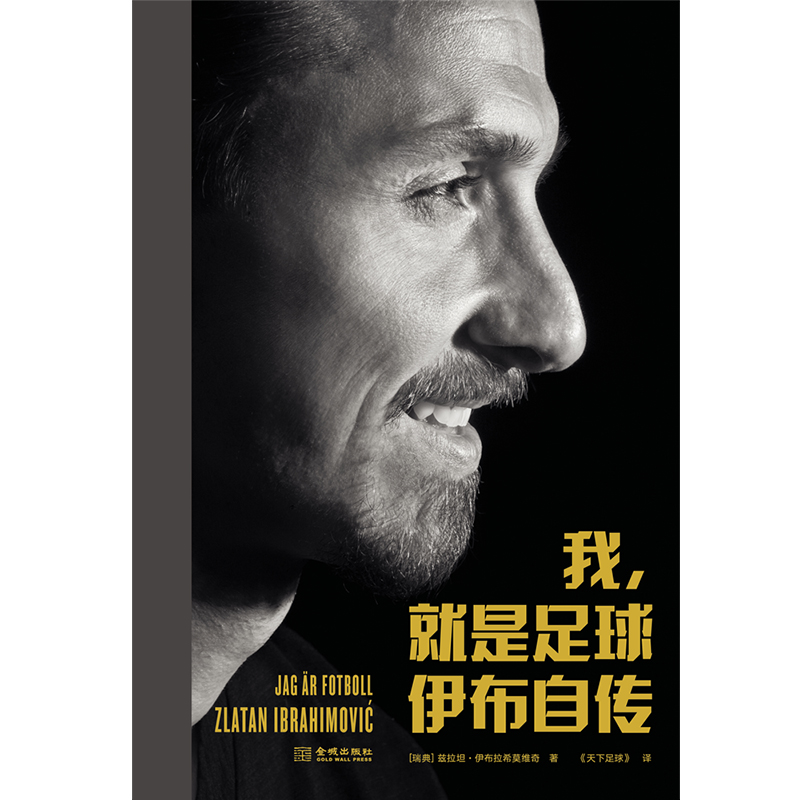 我，
就是足球
伊布自传
JAG ÄR FOTBOLL
ZLATAN IBRAHIMOVIĆ
金城出版社
GOLD WALL PRESS
[瑞典] 兹拉坦·伊布拉希莫维奇 著 《天下足球》 译